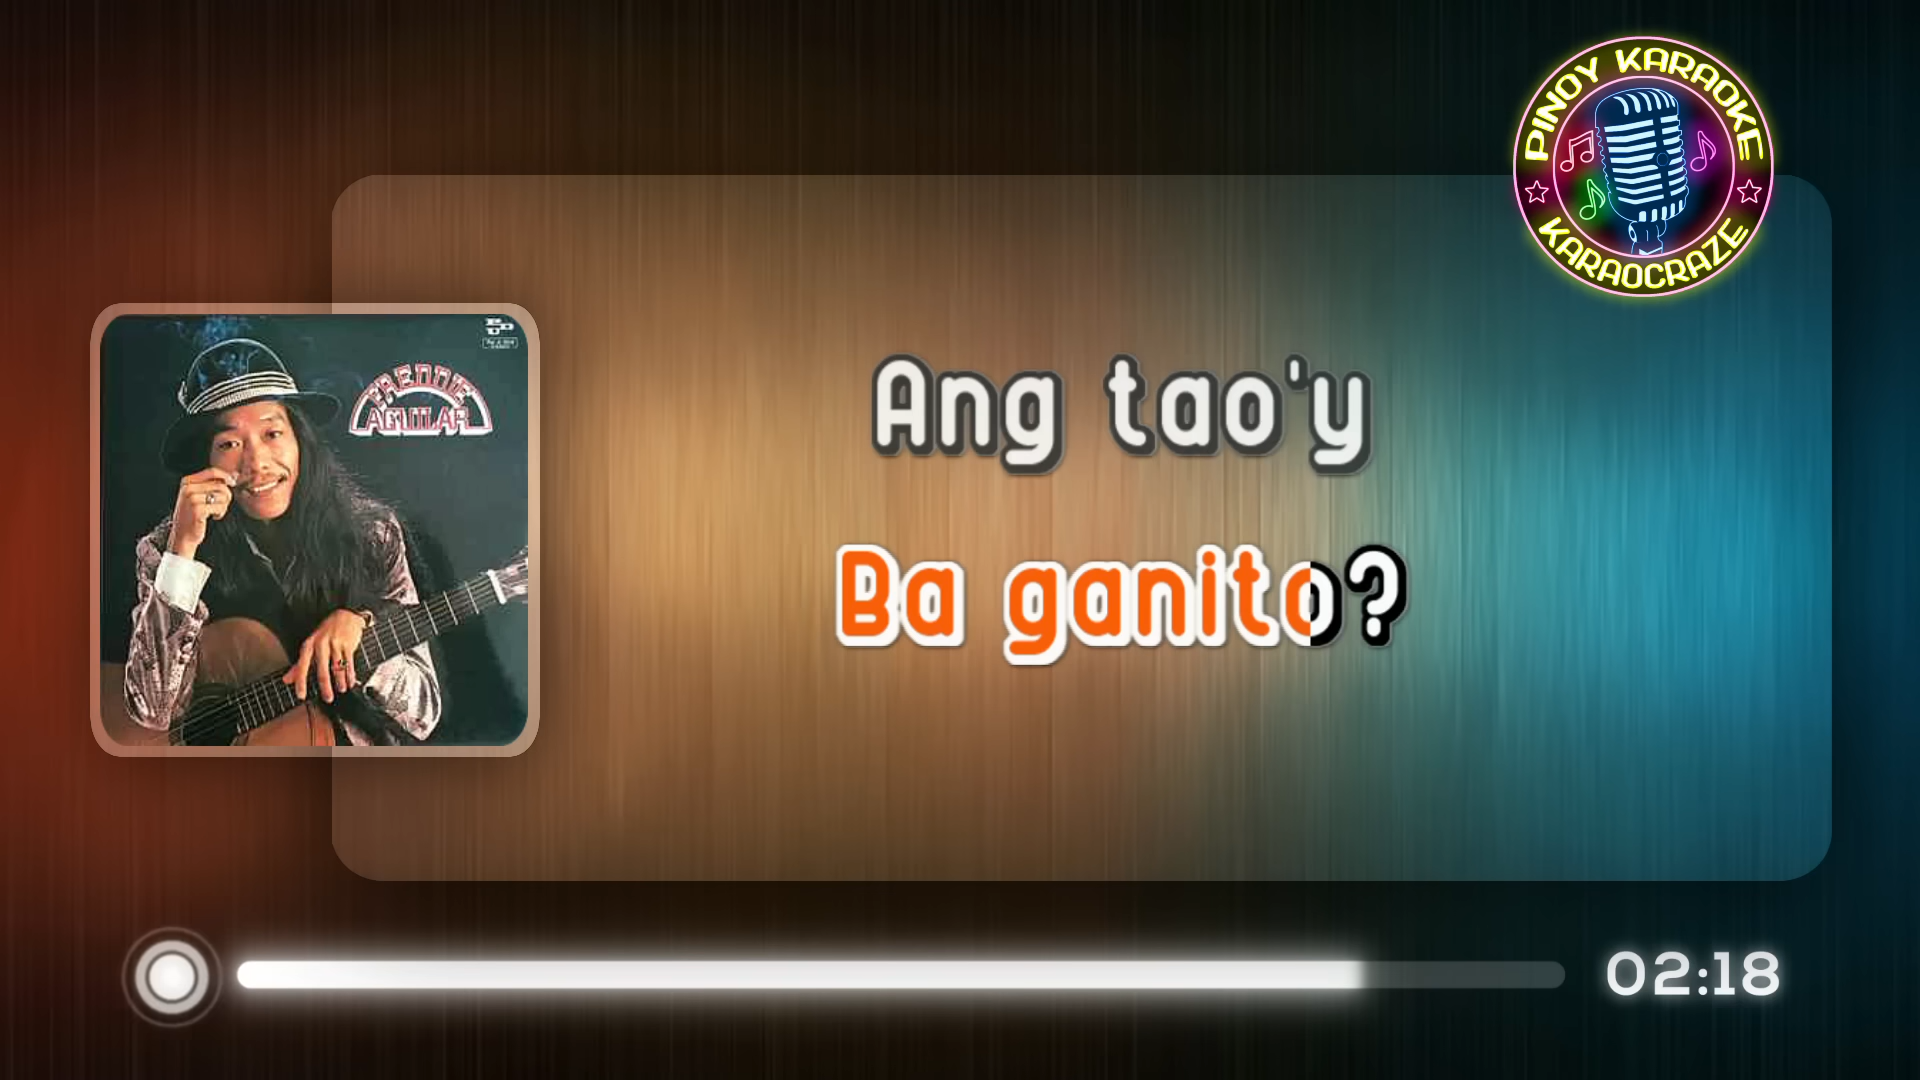 PINOY KARAOKE
KARAOCRAZE
FREDDIE
AGUILAR
Ang tao'y
Ba ganito?
02:18